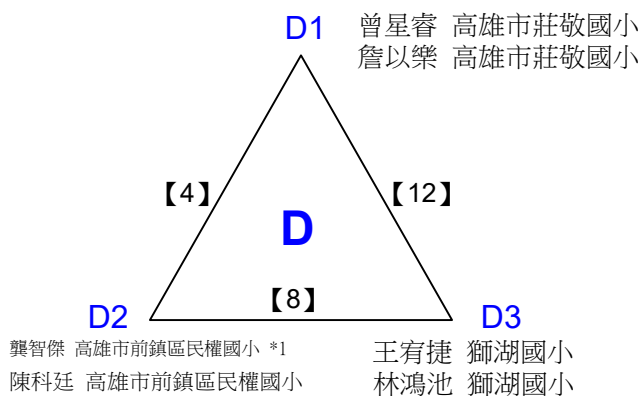 D1
曾星睿 高雄市莊敬國小
詹以樂 高雄市莊敬國小
【4】
【12】
D
【8】
D2
D3
龔智傑 高雄市前鎮區民權國小 *1
陳科廷 高雄市前鎮區民權國小
王宥捷 獅湖國小
林鴻池 獅湖國小